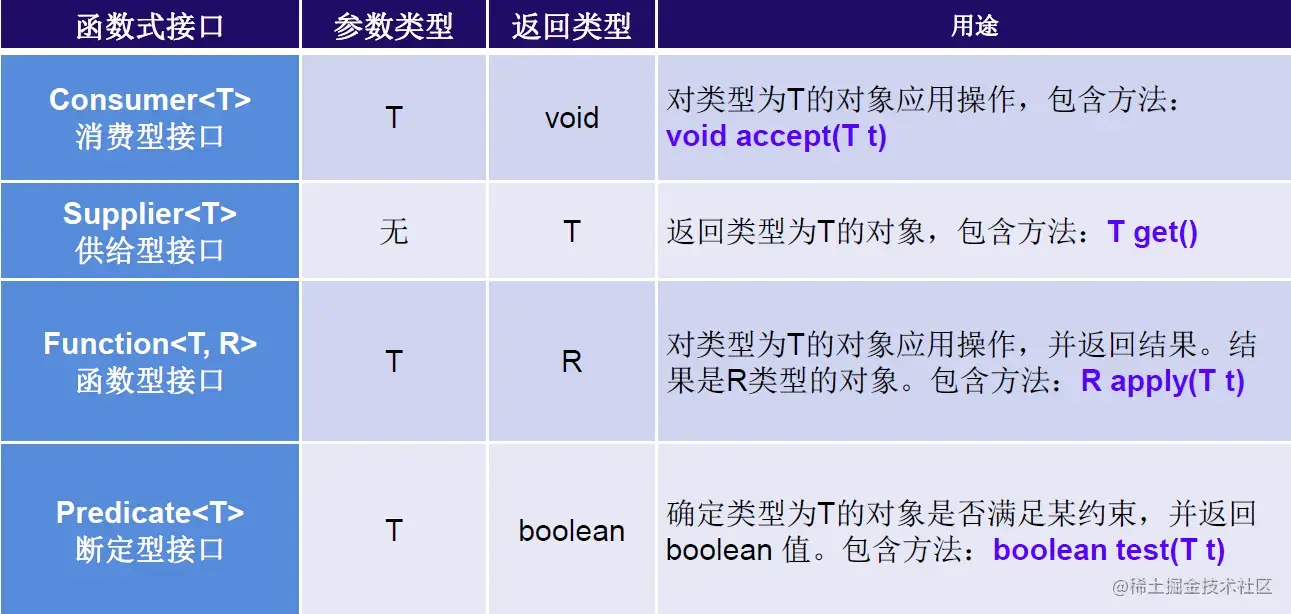 函数式接口 参数类型 返回类型 用途
Consumer<T>
消费型接口
T
void
对类型为T的对象应用操作，包含方法：
void accept(T t)
Supplier<T>
供给型接口
无
T
返回类型为T的对象，包含方法：T get()
Function<T, R>
函数型接口
T
R
对类型为T的对象应用操作，并返回结果。结
果是R类型的对象。包含方法：R apply(T t)
Predicate<T>
断定型接口
T
boolean
确定类型为T的对象是否满足某约束，并返回
boolean 值。包含方法：boolean test(T t)
@稀土掘金技术社区